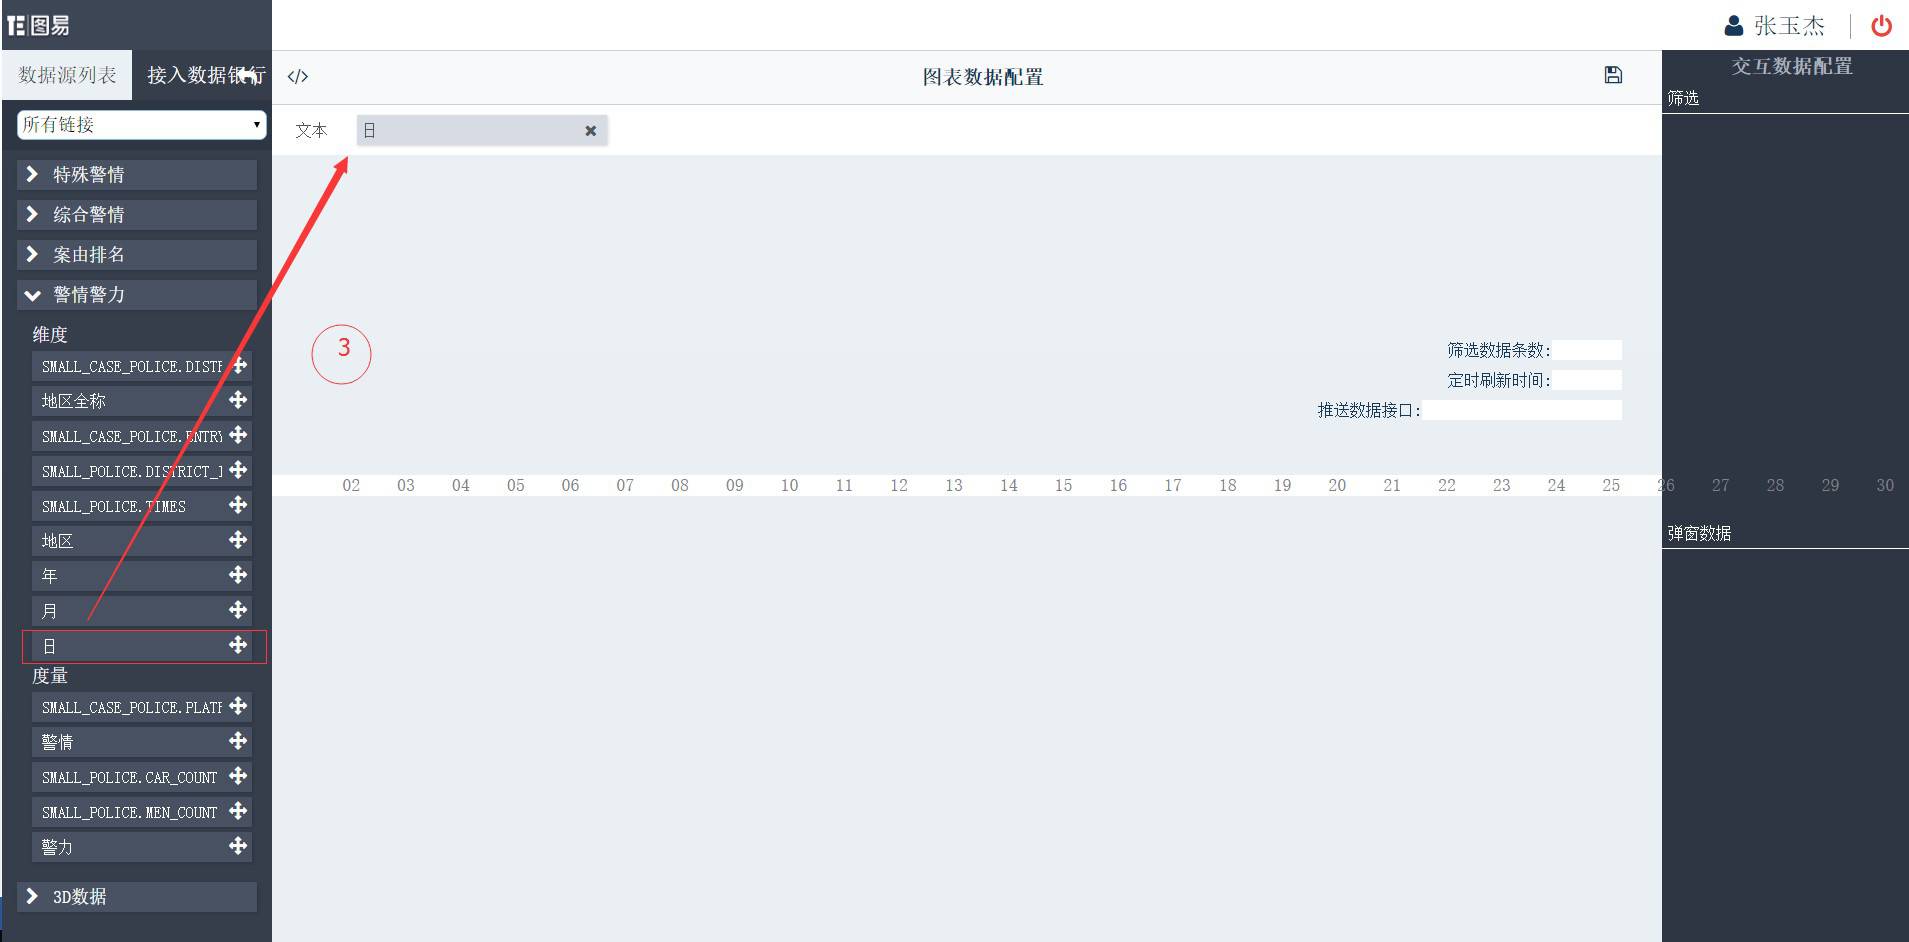 图易
张玉杰
数据源列表
接入数据银行
</>
图表数据配置
交互数据配置
所有链接
文本
日
筛选
特殊警情
综合警情
案由排名
警情警力
维度
SMALL_CASE_POLICE.DIST
地区全称
SMALL_CASE_POLICE.ENTRY
SMALL_POLICE.DISTRICT_
SMALL_POLICE.TIMES
地区
年
月
日
度量
SMALL_CASE_POLICE.PLAT
警情
SMALL_POLICE.CAR_COUNT
SMALL_POLICE.MEN_COUNT
警力
3D数据
3
筛选数据条数:
定时刷新时间:
推送数据接口:
02 03 04 05 06 07 08 09 10 11 12 13 14 15 16 17 18 19 20 21 22 23 24 25 26 27 28 29 30
弹窗数据